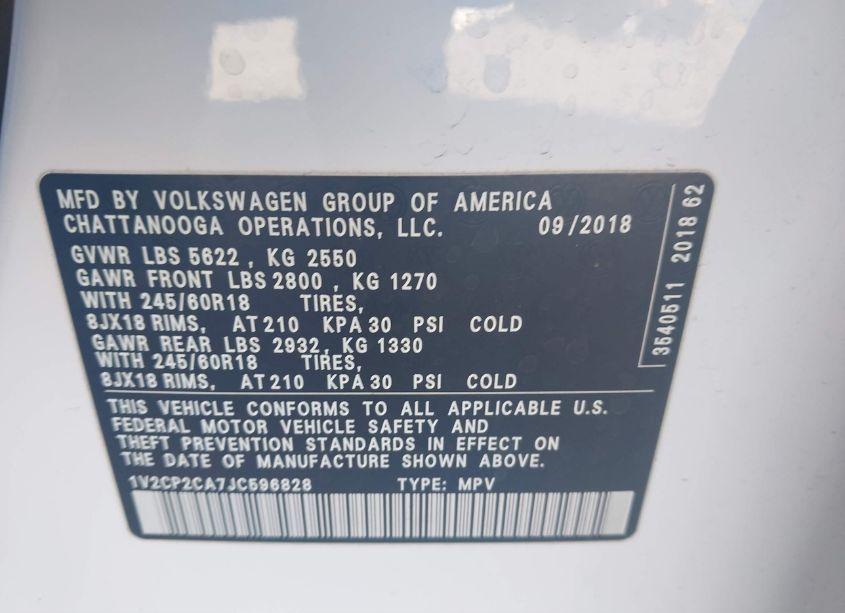 MFD BY VOLKSWAGEN GROUP OF AMERICA
CHATTANOOGA OPERATIONS, LLC. 09/2018
GVWR LBS 5622 , KG 2550
GAWR FRONT LBS 2800 , KG 1270
WITH 245/60R18 TIRES,
8JX18 RIMS, AT 210 KPA 30 PSI COLD
GAWR REAR LBS 2932, KG 1330
WITH 245/60R18 TIRES,
8JX18 RIMS, AT 210 KPA 30 PSI COLD
THIS VEHICLE CONFORMS TO ALL APPLICABLE U.S.
FEDERAL MOTOR VEHICLE SAFETY AND
THEFT PREVENTION STANDARDS IN EFFECT ON
THE DATE OF MANUFACTURE SHOWN ABOVE.
1V2CP2CA7JC596828 TYPE: MPV
3540511 2018 62